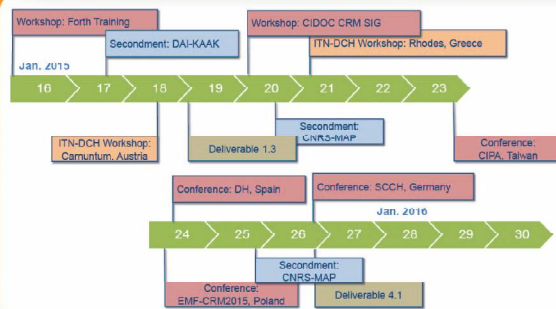 Workshop: Forth Training
Workshop: CIDOC CRM SIG
Secondment: DAI-KAAK
ITN-DCH Workshop: Rhodes, Greece
Jan. 2015
16 17 18 19 20 21 22 23
ITN-DCH Workshop:
Carnuntum, Austria
Deliverable 1.3
Secondment:
CNRS-MAP
Conference:
CIPA, Taiwan
Conference: DH, Spain
Conference: SCCH, Germany
Jan. 2016
24 25 26 27 28 29 30
Conference:
EMF-CRM2015, Poland
Secondment:
CNRS-MAP
Deliverable 4.1